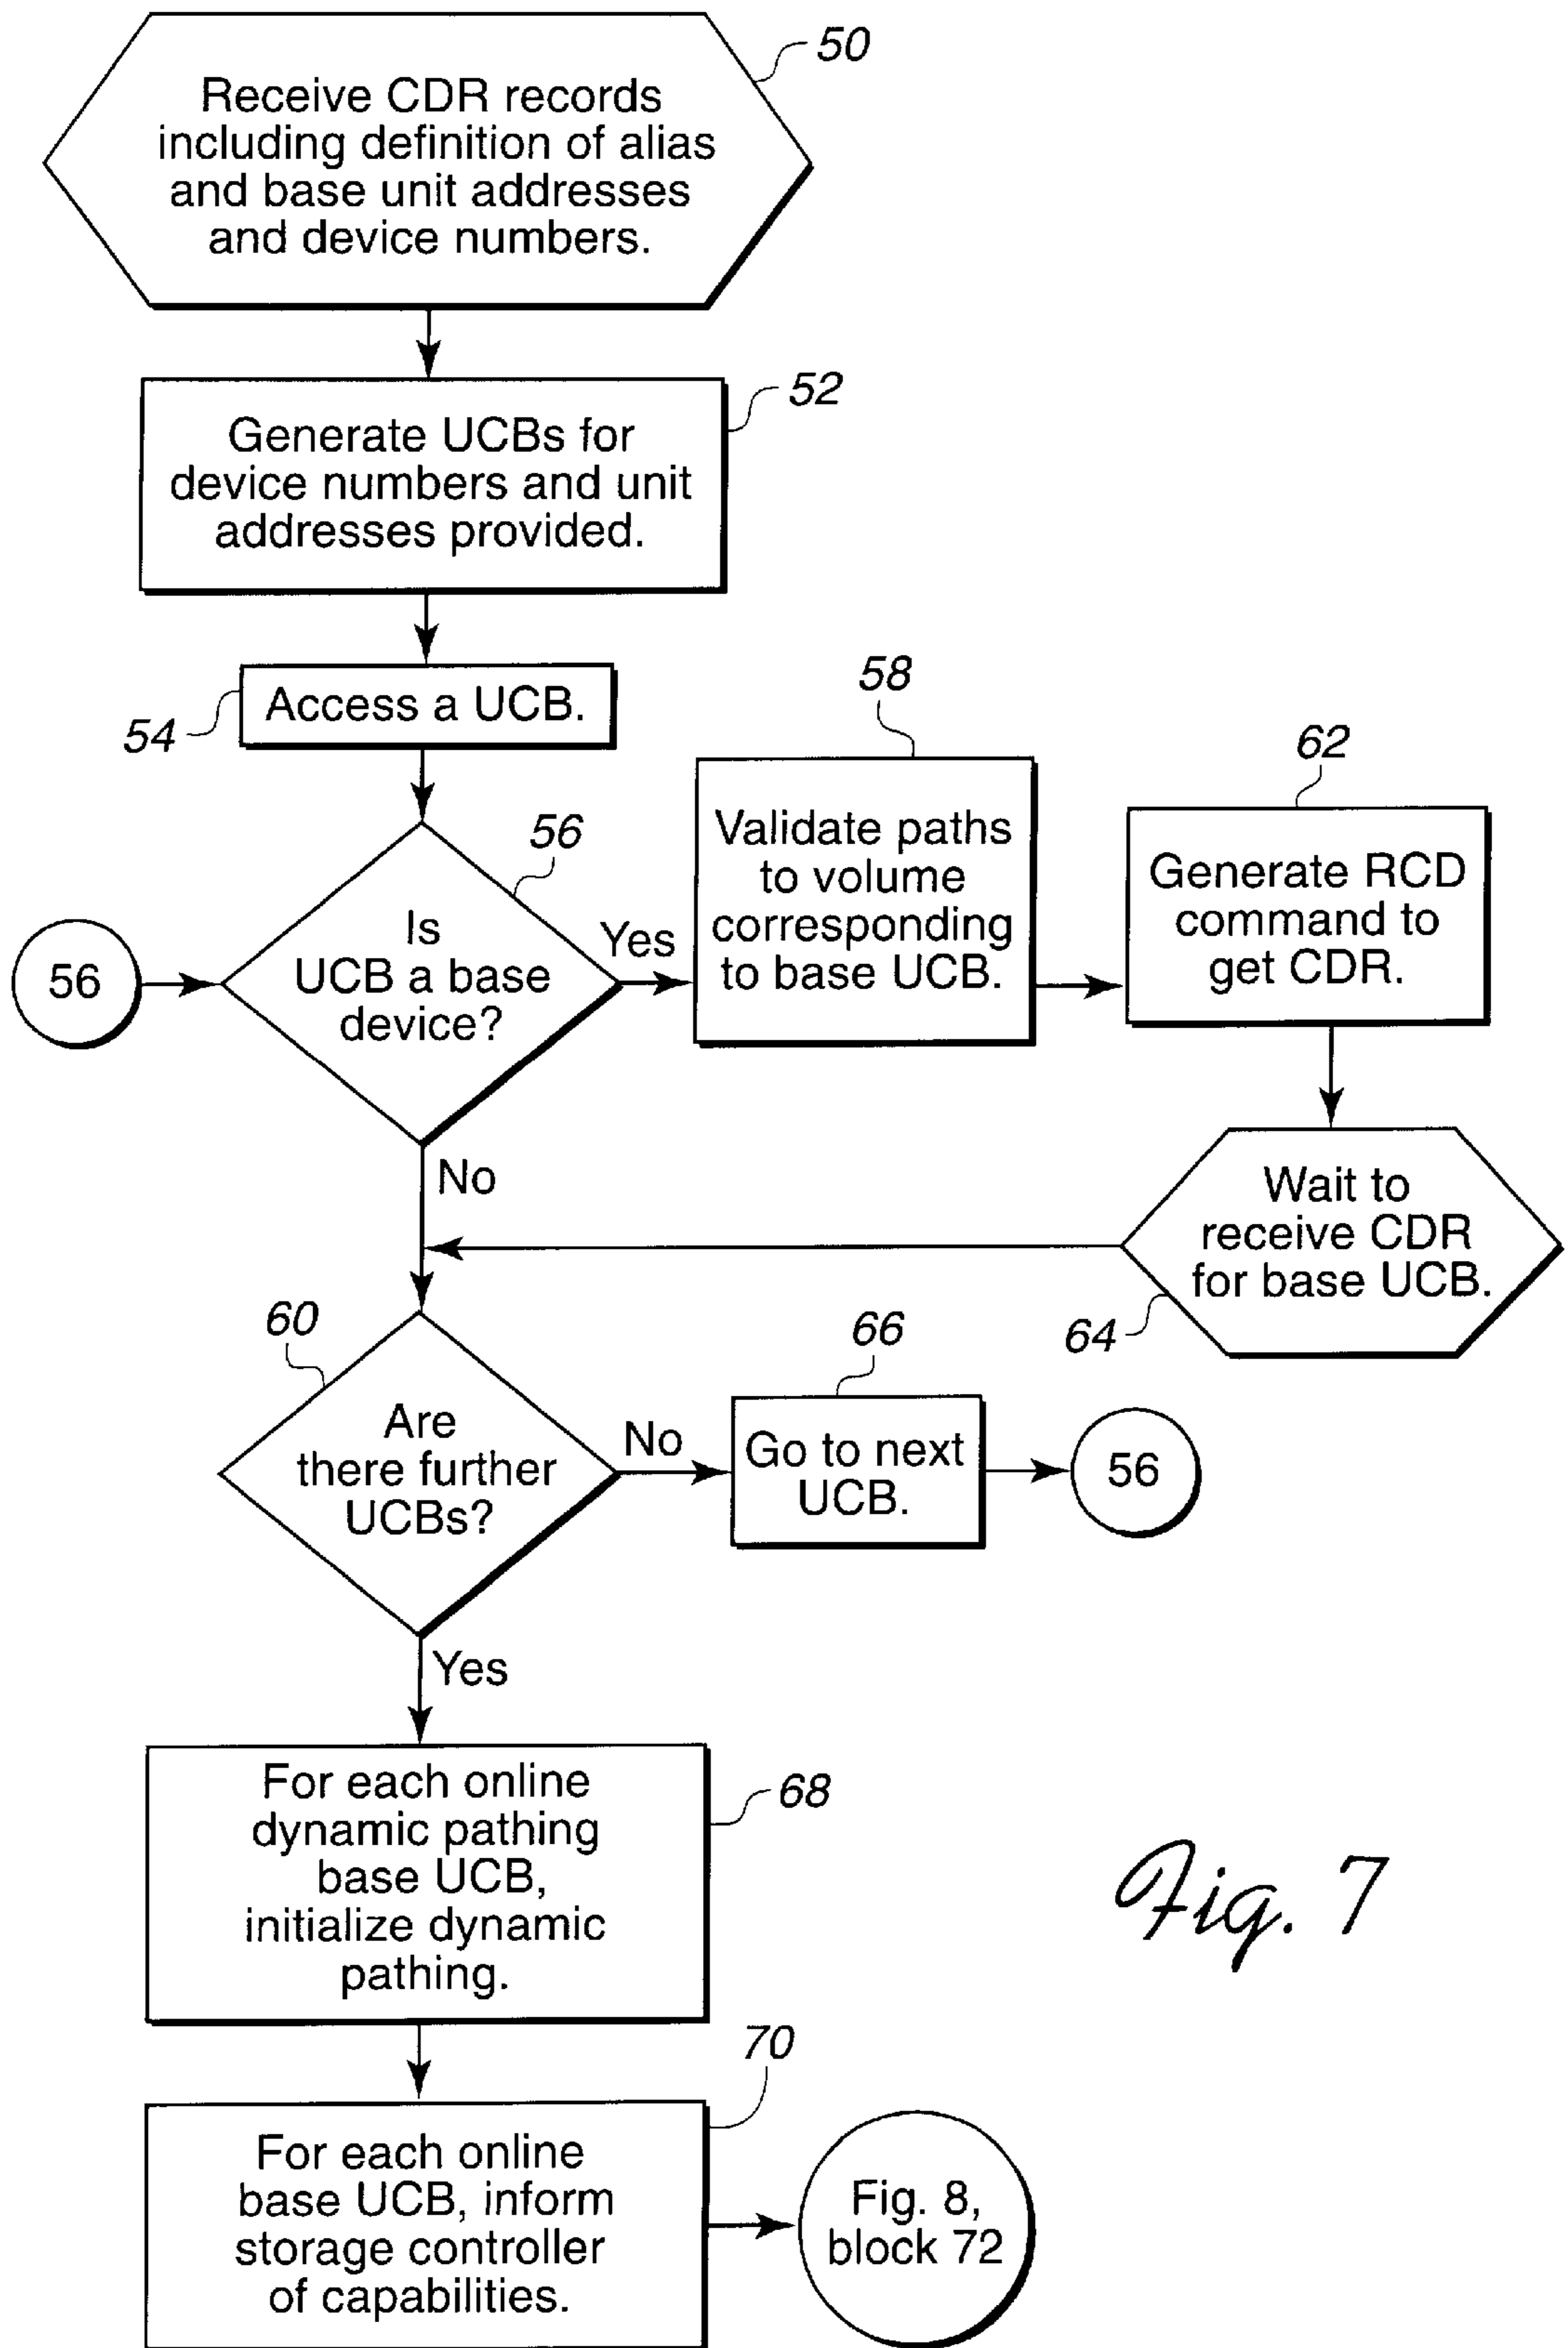 50
Receive CDR records
including definition of alias
and base unit addresses
and device numbers.
52
Generate UCBs for
device numbers and unit
addresses provided.
54
Access a UCB.
56
Is
UCB a base
device?
56
Yes
No
58
Validate paths
to volume
corresponding
to base UCB.
62
Generate RCD
command to
get CDR.
64
Wait to
receive CDR
for base UCB.
60
Are
there further
UCBs?
No
Yes
66
Go to next
UCB.
56
68
For each online
dynamic pathing
base UCB,
initialize dynamic
pathing.
70
For each online
base UCB, inform
storage controller
of capabilities.
Fig. 8,
block 72
Fig. 7